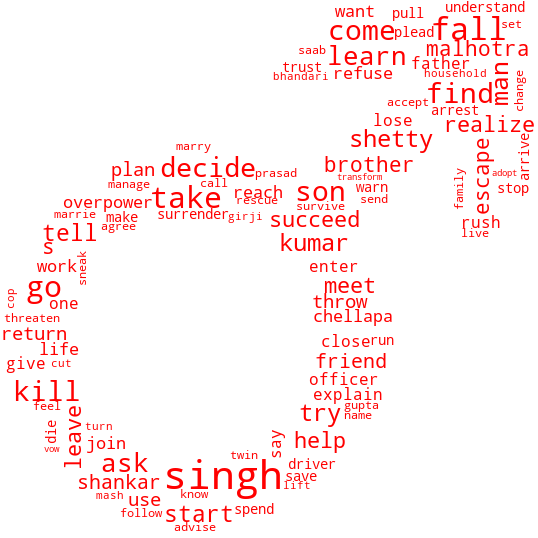 want
pull
understand
come
fall
set
plead
saab
learn
malhotra
trust
father
man
bhandari
refuse
household
find
change
accept
arrest
lose
realize
shetty
marry
escape
arrive
plan
decide
prasad
brother
manage
call
transform
adopt
take
reach
son
warn
family
stop
overpower
rescue
send
marrie
make
surrender
girji
survive
succeed
rush
agree
tell
live
s
kumar
sneak
work
enter
go
meet
cop
one
throw
threaten
chellapa
return
life
close
run
give
cut
friend
officer
kill
explain
feel
leave
try
gupta
name
turn
die
join
say
help
vow
ask
twin
driver
shankar
singh
save
lift
mash
use
know
follow
start
spend
advise